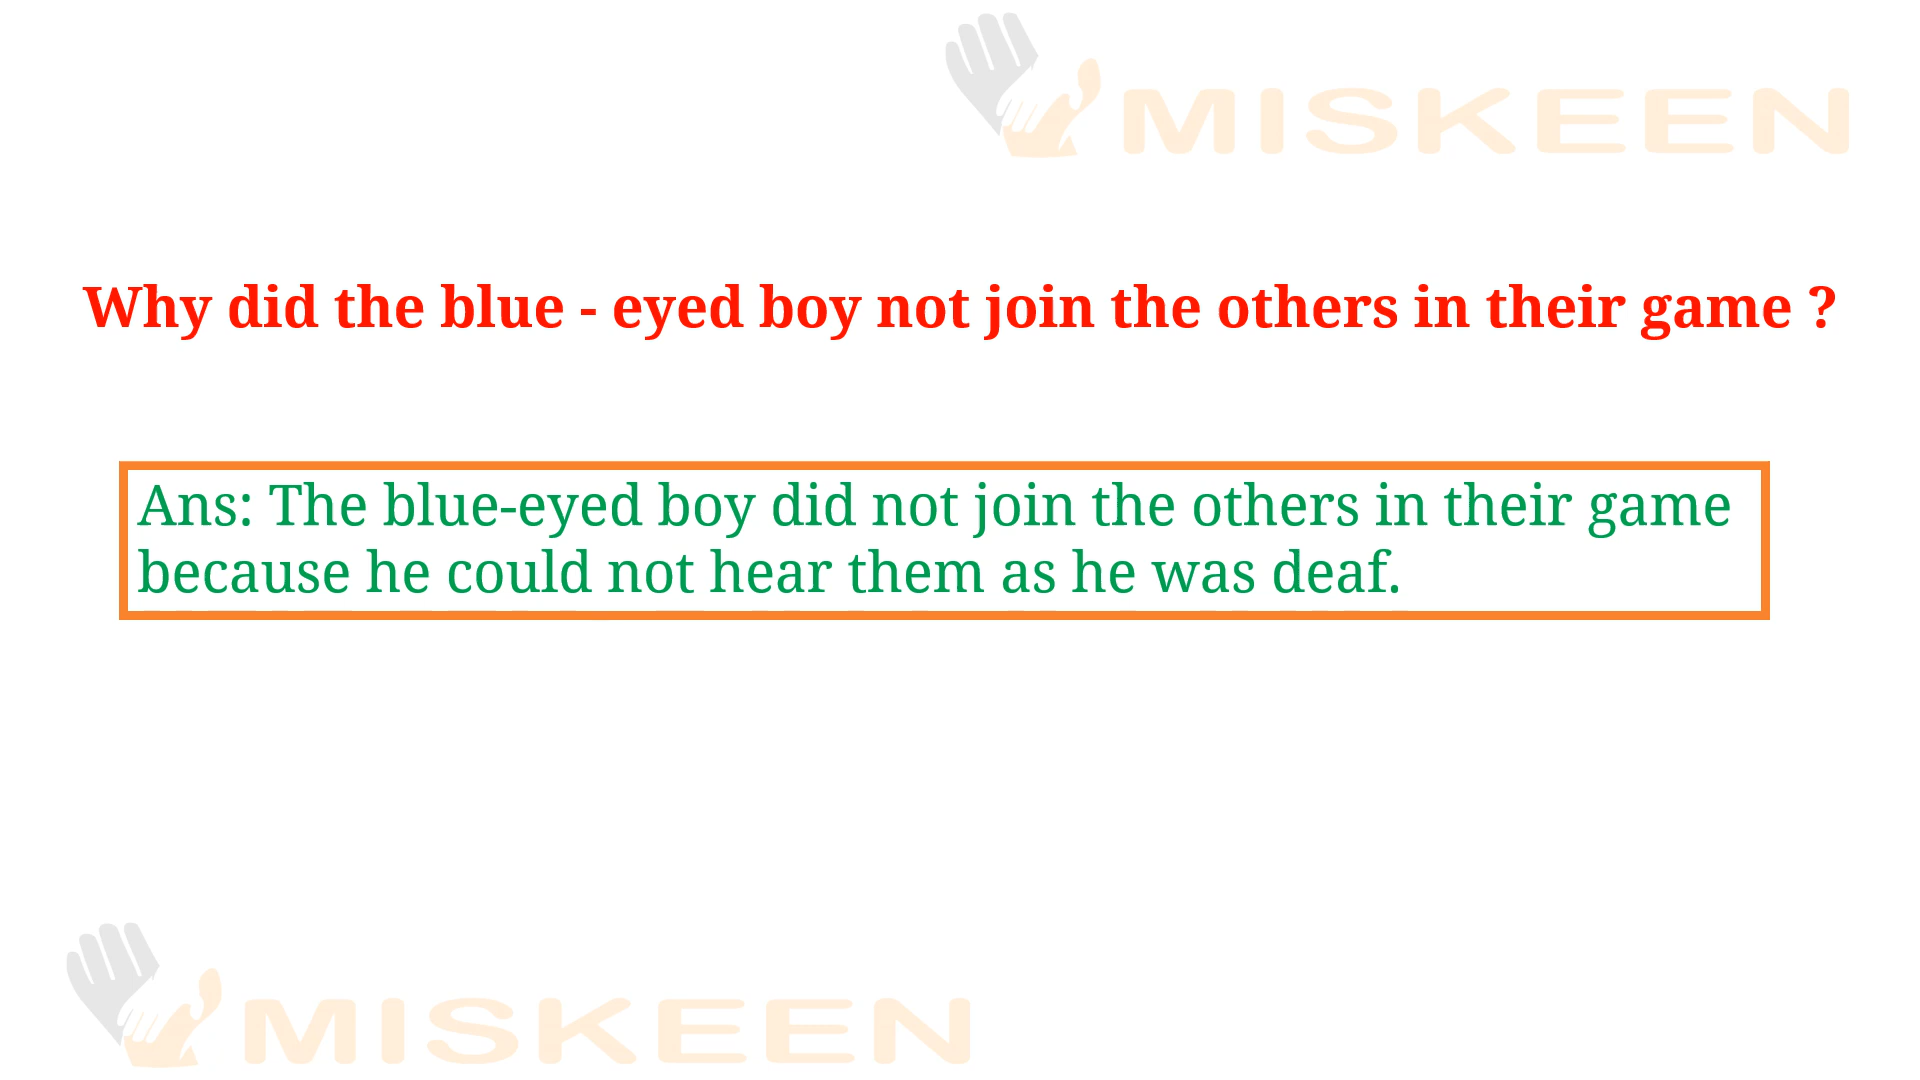 MISKEEN
Why did the blue - eyed boy not join the others in their game ?
Ans: The blue-eyed boy did not join the others in their game
because he could not hear them as he was deaf.
MISKEEN